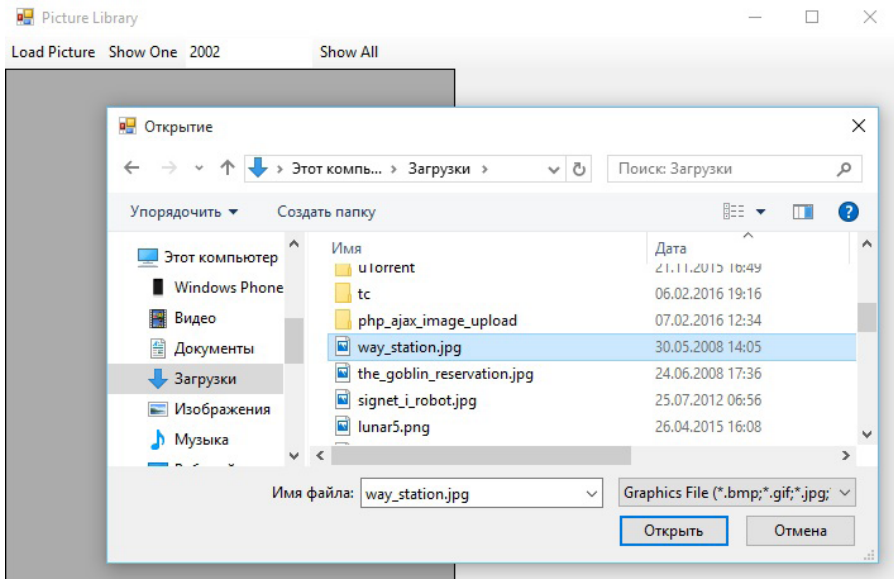 Picture Library
Load Picture Show One 2002 Show All
Открытие
Этот компь... Загрузки
Поиск: Загрузки
Упорядочить Создать папку
Имя Дата
Этот компьютер
Windows Phone
Видео
Документы
Загрузки
Изображения
Музыка
uTorrent 21.11.2015 16:49
tc 06.02.2016 19:16
php_ajax_image_upload 07.02.2016 12:34
way_station.jpg 30.05.2008 14:05
the_goblin_reservation.jpg 24.06.2008 17:36
signet_i_robot.jpg 25.07.2012 06:56
lunar5.png 26.04.2015 16:08
Имя файла: way_station.jpg Graphics File (*.bmp;*.gif;*.jpg;
Открыть Отмена